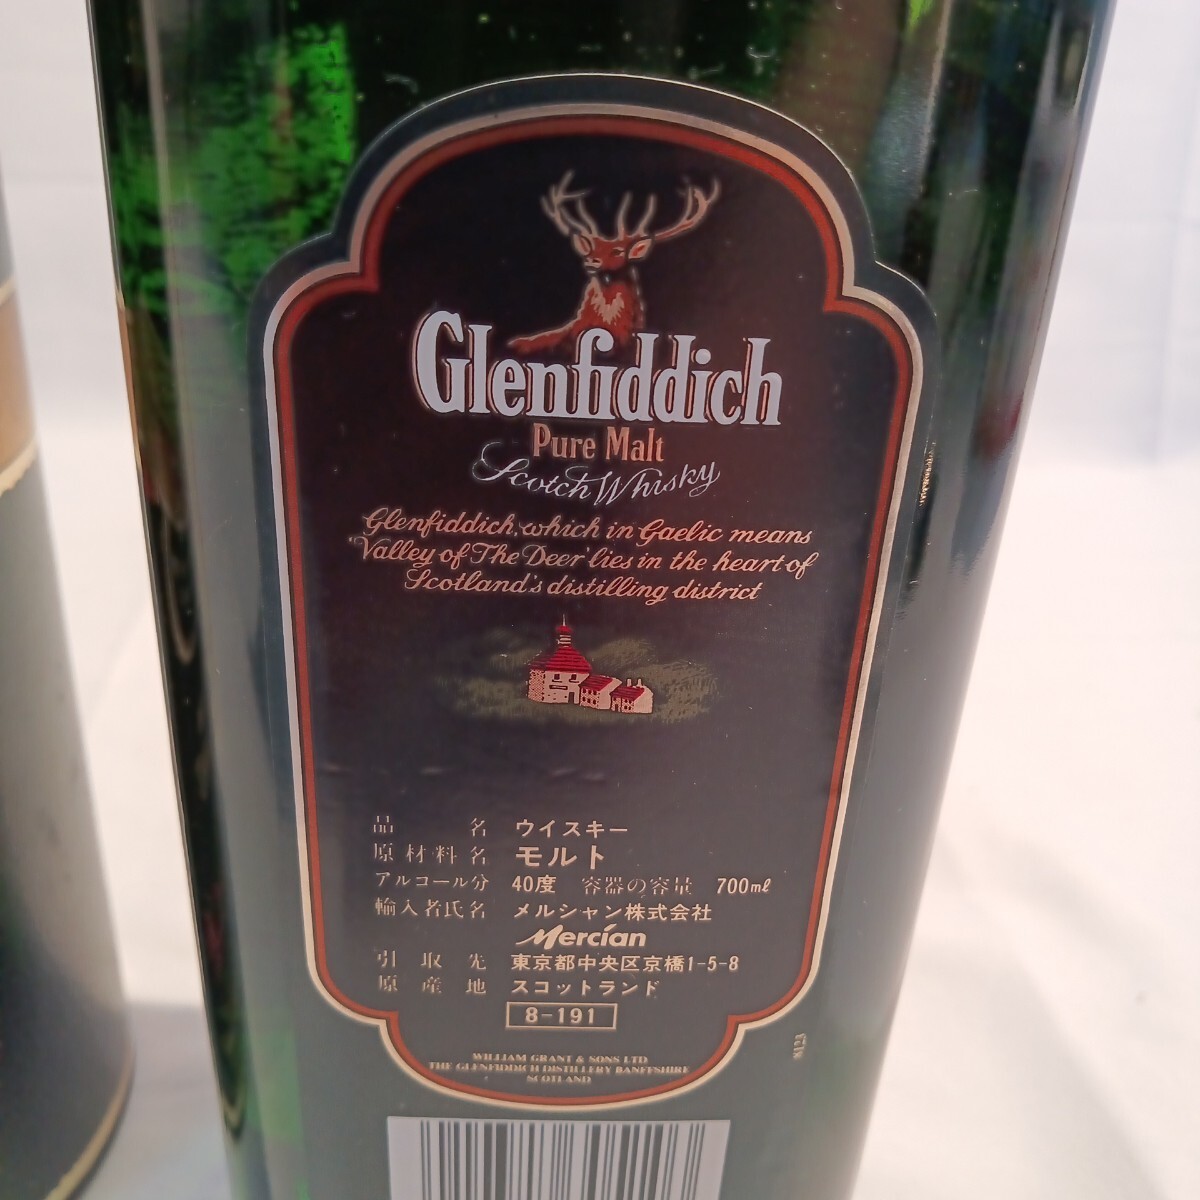 Glenfiddich
Pure Malt
Scotch Whisky
Glenfiddich, which in Gaelic means
"Valley of The Deer" lies in the heart of
Scotland's distilling district
品名 ウイスキー
原材料名 モルト
アルコール分 40度 容器の容量 700mℓ
輸入者氏名 メルシャン株式会社
Mercian
引取先 東京都中央区京橋1-5-8
原産地 スコットランド
8-191
WILLIAM GRANT & SONS LTD
THE GLENFIDDICH DISTILLERY BANFFSHIRE
SCOTLAND